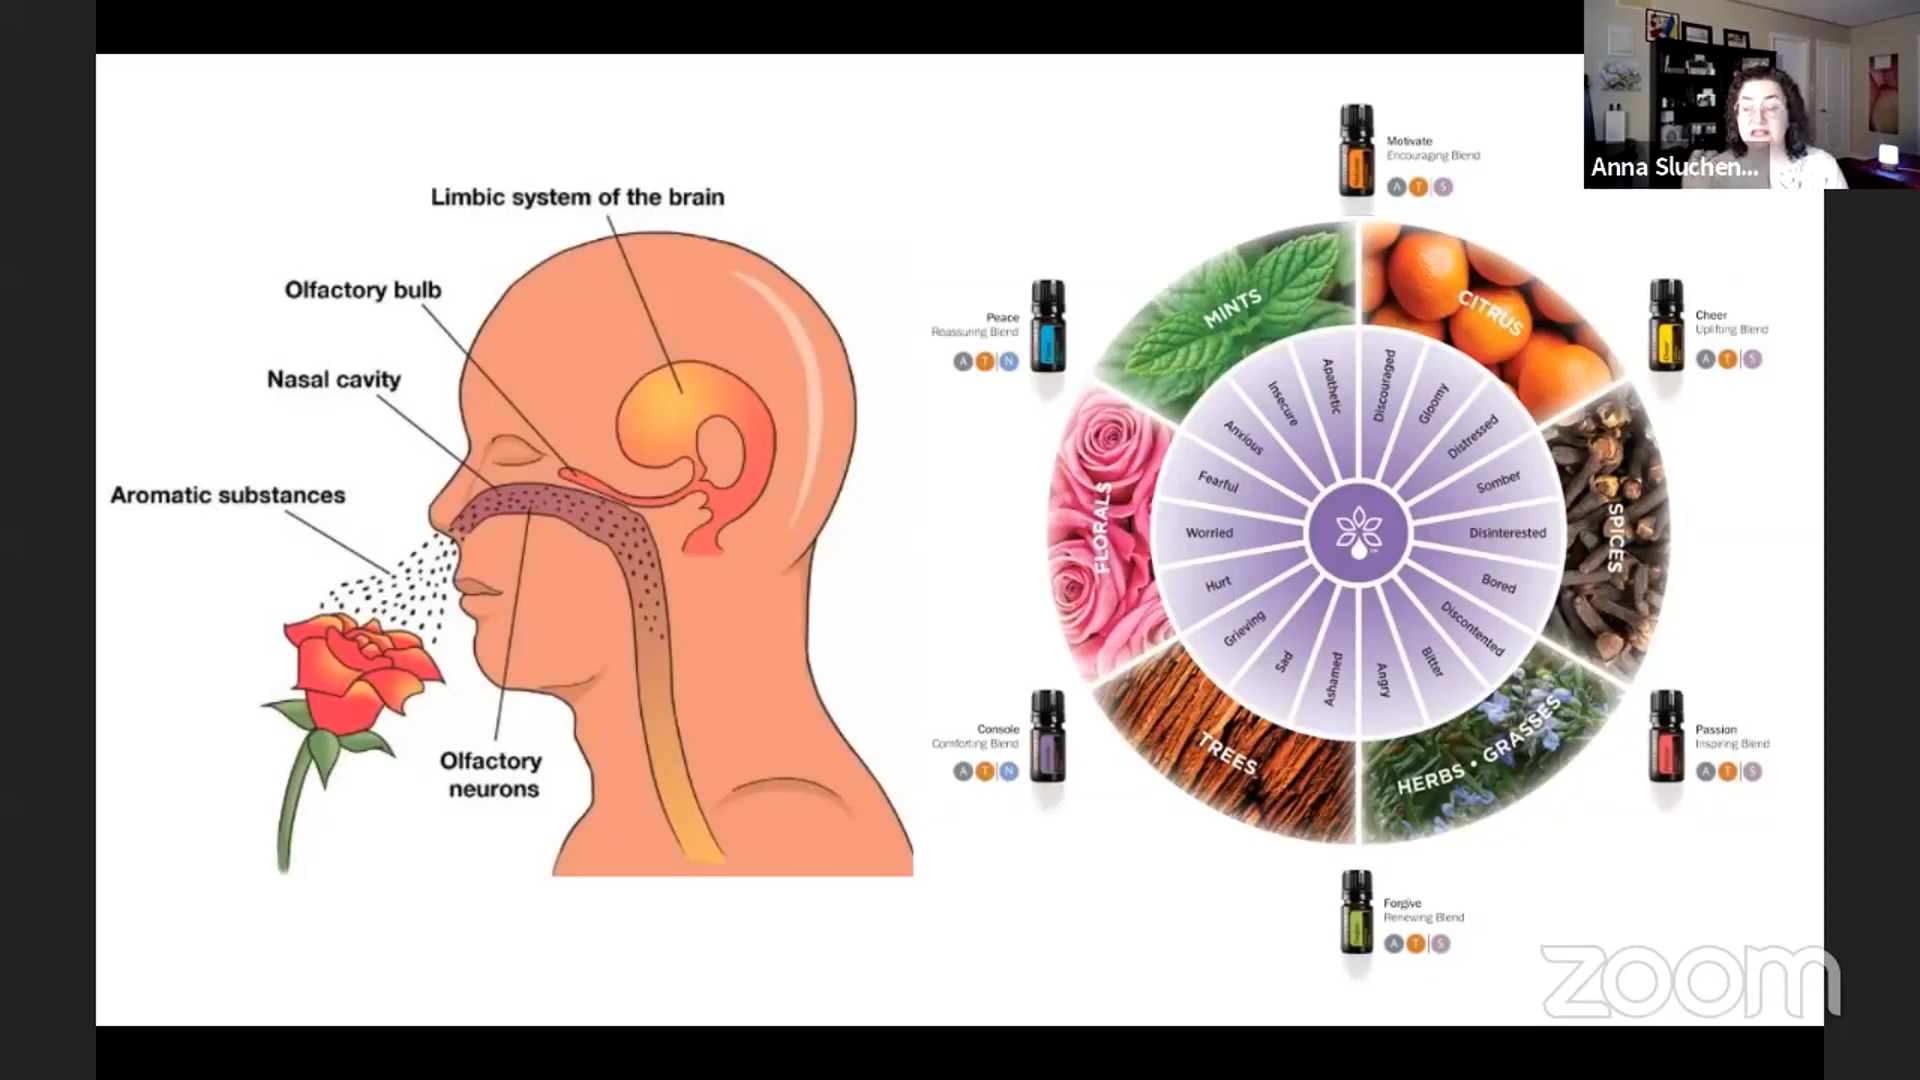 Limbic system of the brain
Olfactory bulb
Nasal cavity
Aromatic substances
Olfactory
neurons
Motivate
Encouraging Blend
A T S
Peace
Reassuring Blend
A T N
Cheer
Uplifting Blend
A T S
Console
Comforting Blend
A T N
Passion
Inspiring Blend
A T S
Forgive
Renewing Blend
A T S
MINTS
CITRUS
SPICES
HERBS • GRASSES
TREES
FLORALS
Discouraged
Gloomy
Distressed
Somber
Disinterested
Bored
Discontented
Bitter
Angry
Ashamed
Sad
Grieving
Hurt
Worried
Fearful
Anxious
Insecure
Apathetic
Anna Sluchen...
zoom